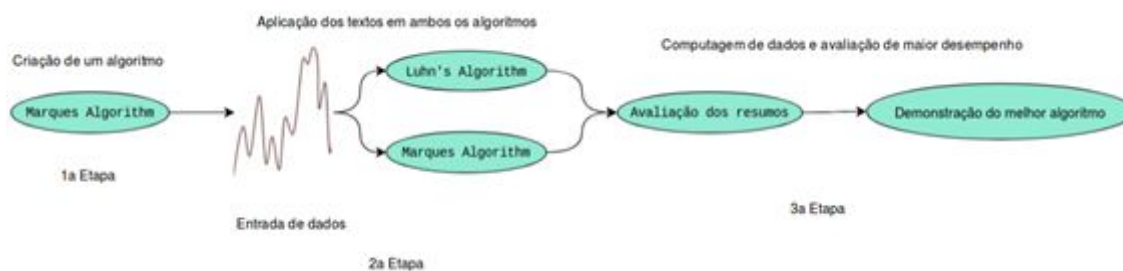 Aplicação dos textos em ambos os algoritmos
Computagem de dados e avaliação de maior desempenho
Criação de um algoritmo
Luhn's Algorithm
Marques Algorithm
Avaliação dos resumos
Demonstração do melhor algoritmo
Marques Algorithm
1a Etapa
3a Etapa
Entrada de dados
2a Etapa